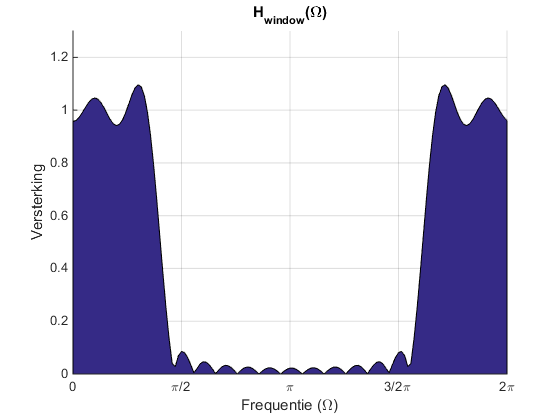 H_window(Ω)
Versterking
1.2
1
0.8
0.6
0.4
0.2
0
0 π/2 π 3/2π 2π
Frequentie (Ω)